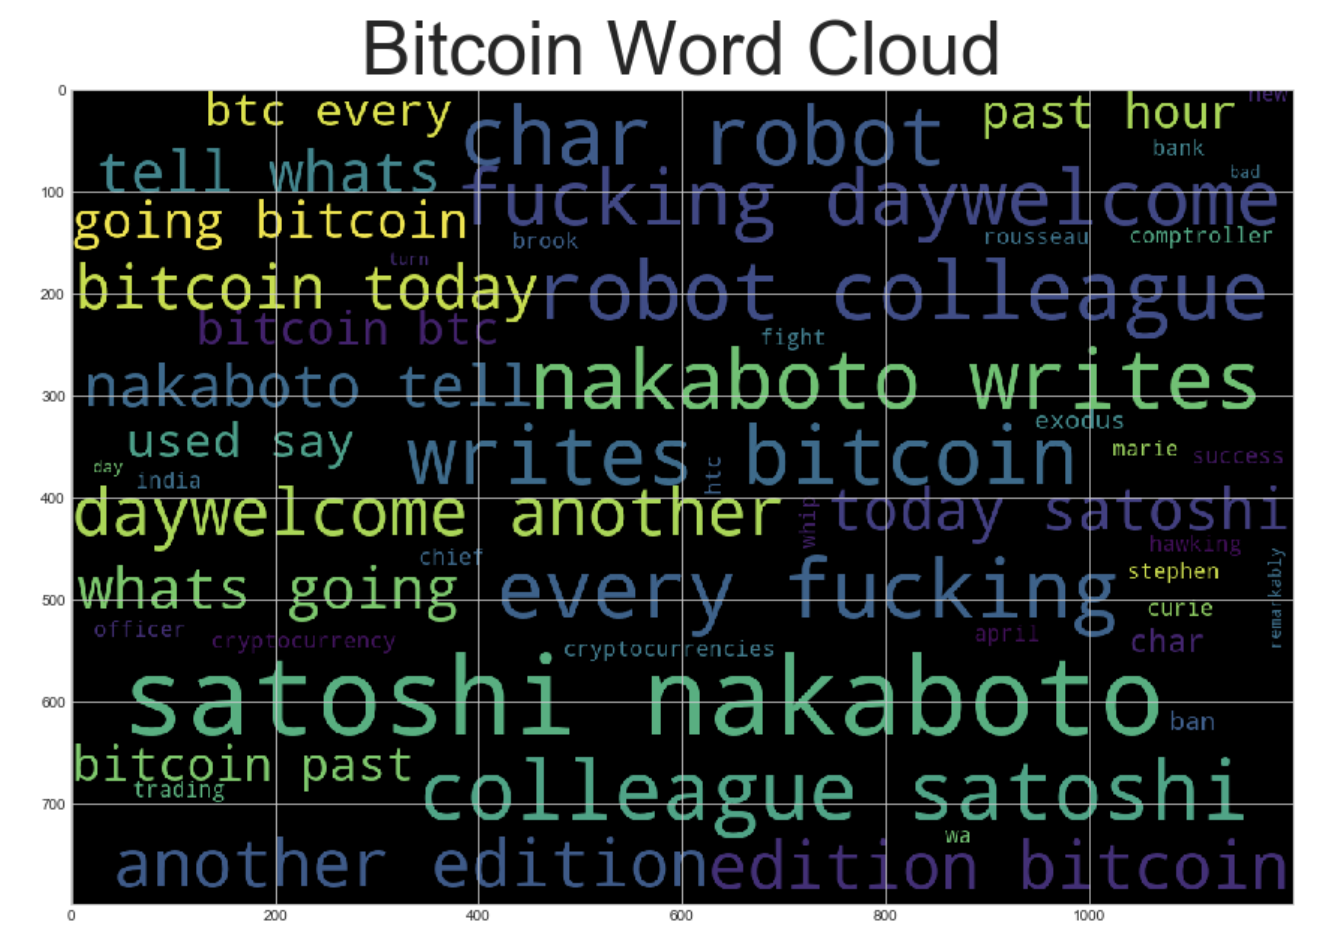 Bitcoin Word Cloud
0
btc every
char robot
past hour
new
bank
tell whats
bad
100
fucking daywelcome
going bitcoin
brook
rousseau
comptroller
turn
bitcoin today
robot colleague
200
bitcoin btc
fight
nakaboto tell
nakaboto writes
300
exodus
used say
writes bitcoin
marie
success
day
india
htc
400
daywelcome another
whip
today satoshi
chief
hawking
whats going
every fucking
stephen
remarkably
500
curie
officer
cryptocurrency
cryptocurrencies
april
char
satoshi nakaboto
600
ban
bitcoin past
trading
colleague satoshi
700
wa
another edition
edition bitcoin
0
200
400
600
800
1000